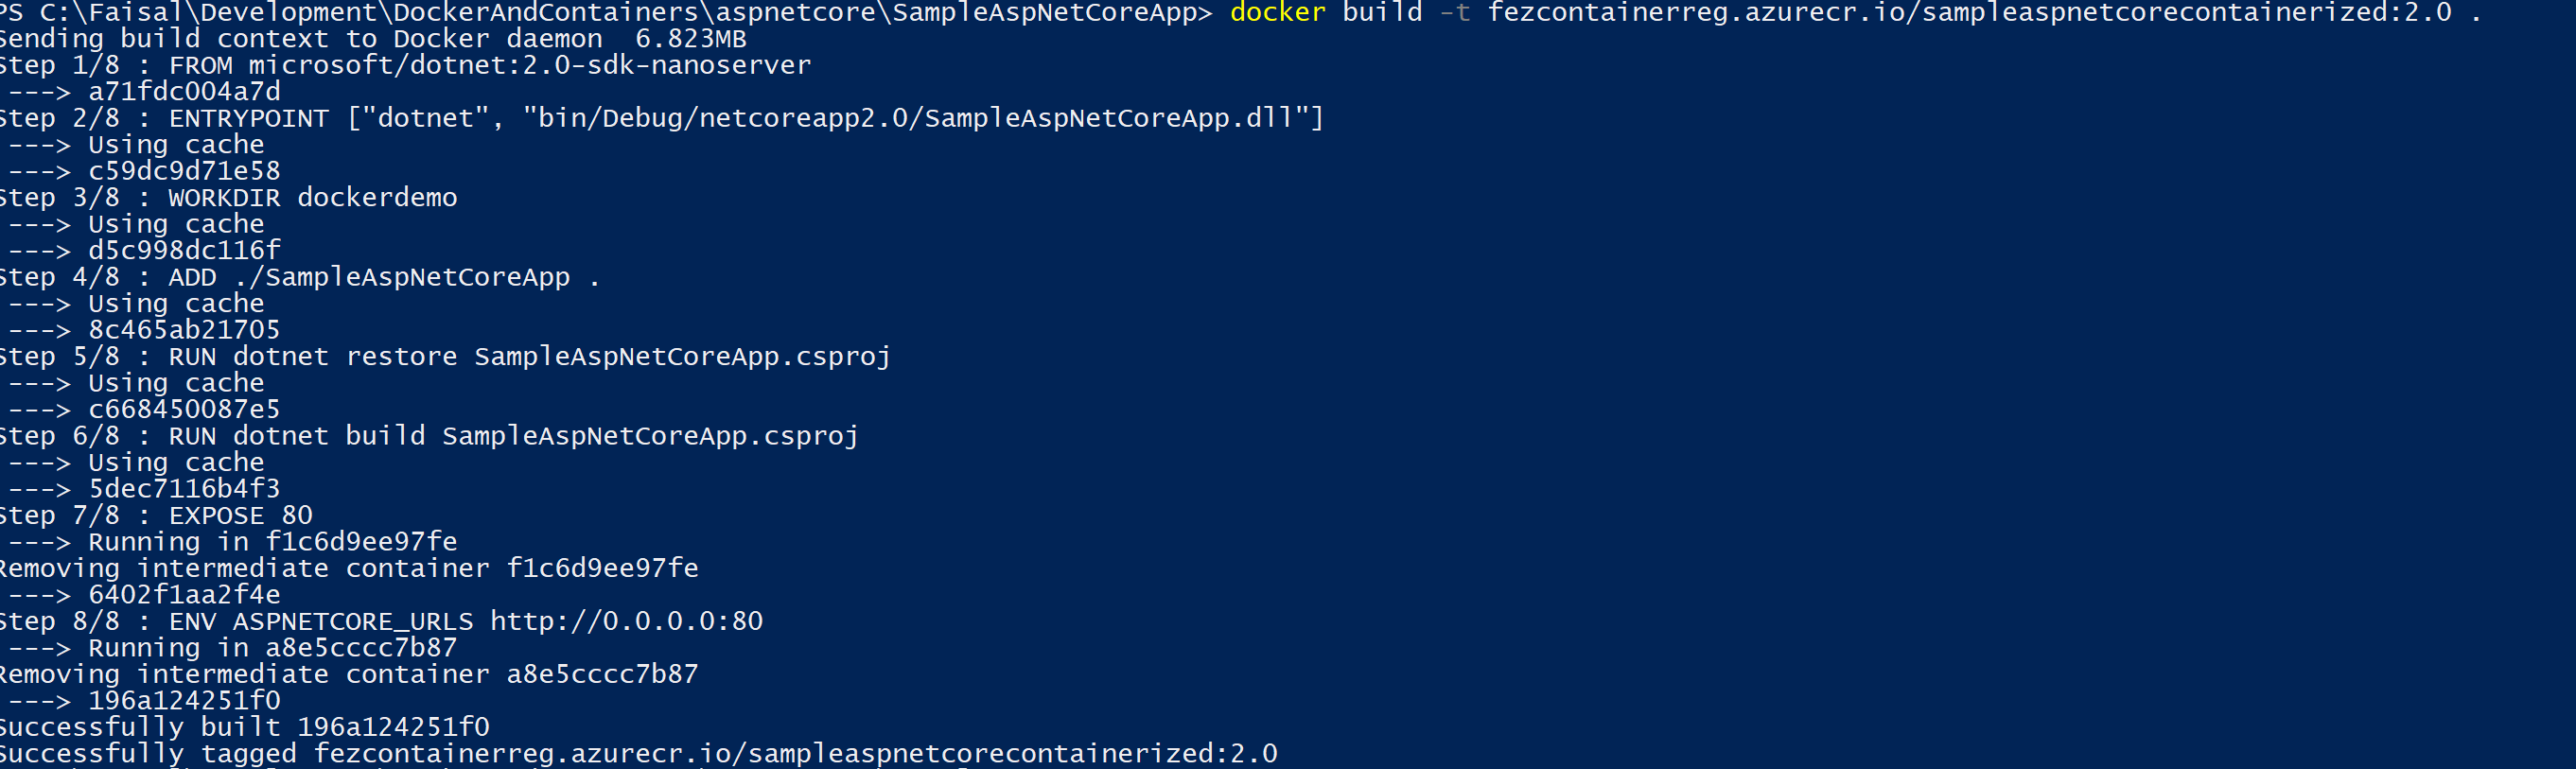 PS C:\Faisal\Development\DockerAndContainers\aspnetcore\SampleAspNetCoreApp> docker build -t fezcontainerreg.azurecr.io/sampleaspnetcorecontainerized:2.0 .
Sending build context to Docker daemon  6.823MB
Step 1/8 : FROM microsoft/dotnet:2.0-sdk-nanoserver
 ---> a71fdc004a7d
Step 2/8 : ENTRYPOINT ["dotnet", "bin/Debug/netcoreapp2.0/SampleAspNetCoreApp.dll"]
 ---> Using cache
 ---> c59dc9d71e58
Step 3/8 : WORKDIR dockerdemo
 ---> Using cache
 ---> d5c998dc116f
Step 4/8 : ADD ./SampleAspNetCoreApp .
 ---> Using cache
 ---> 8c465ab21705
Step 5/8 : RUN dotnet restore SampleAspNetCoreApp.csproj
 ---> Using cache
 ---> c668450087e5
Step 6/8 : RUN dotnet build SampleAspNetCoreApp.csproj
 ---> Using cache
 ---> 5dec7116b4f3
Step 7/8 : EXPOSE 80
 ---> Running in f1c6d9ee97fe
Removing intermediate container f1c6d9ee97fe
 ---> 6402f1aa2f4e
Step 8/8 : ENV ASPNETCORE_URLS http://0.0.0.0:80
 ---> Running in a8e5cccc7b87
Removing intermediate container a8e5cccc7b87
 ---> 196a124251f0
Successfully built 196a124251f0
Successfully tagged fezcontainerreg.azurecr.io/sampleaspnetcorecontainerized:2.0